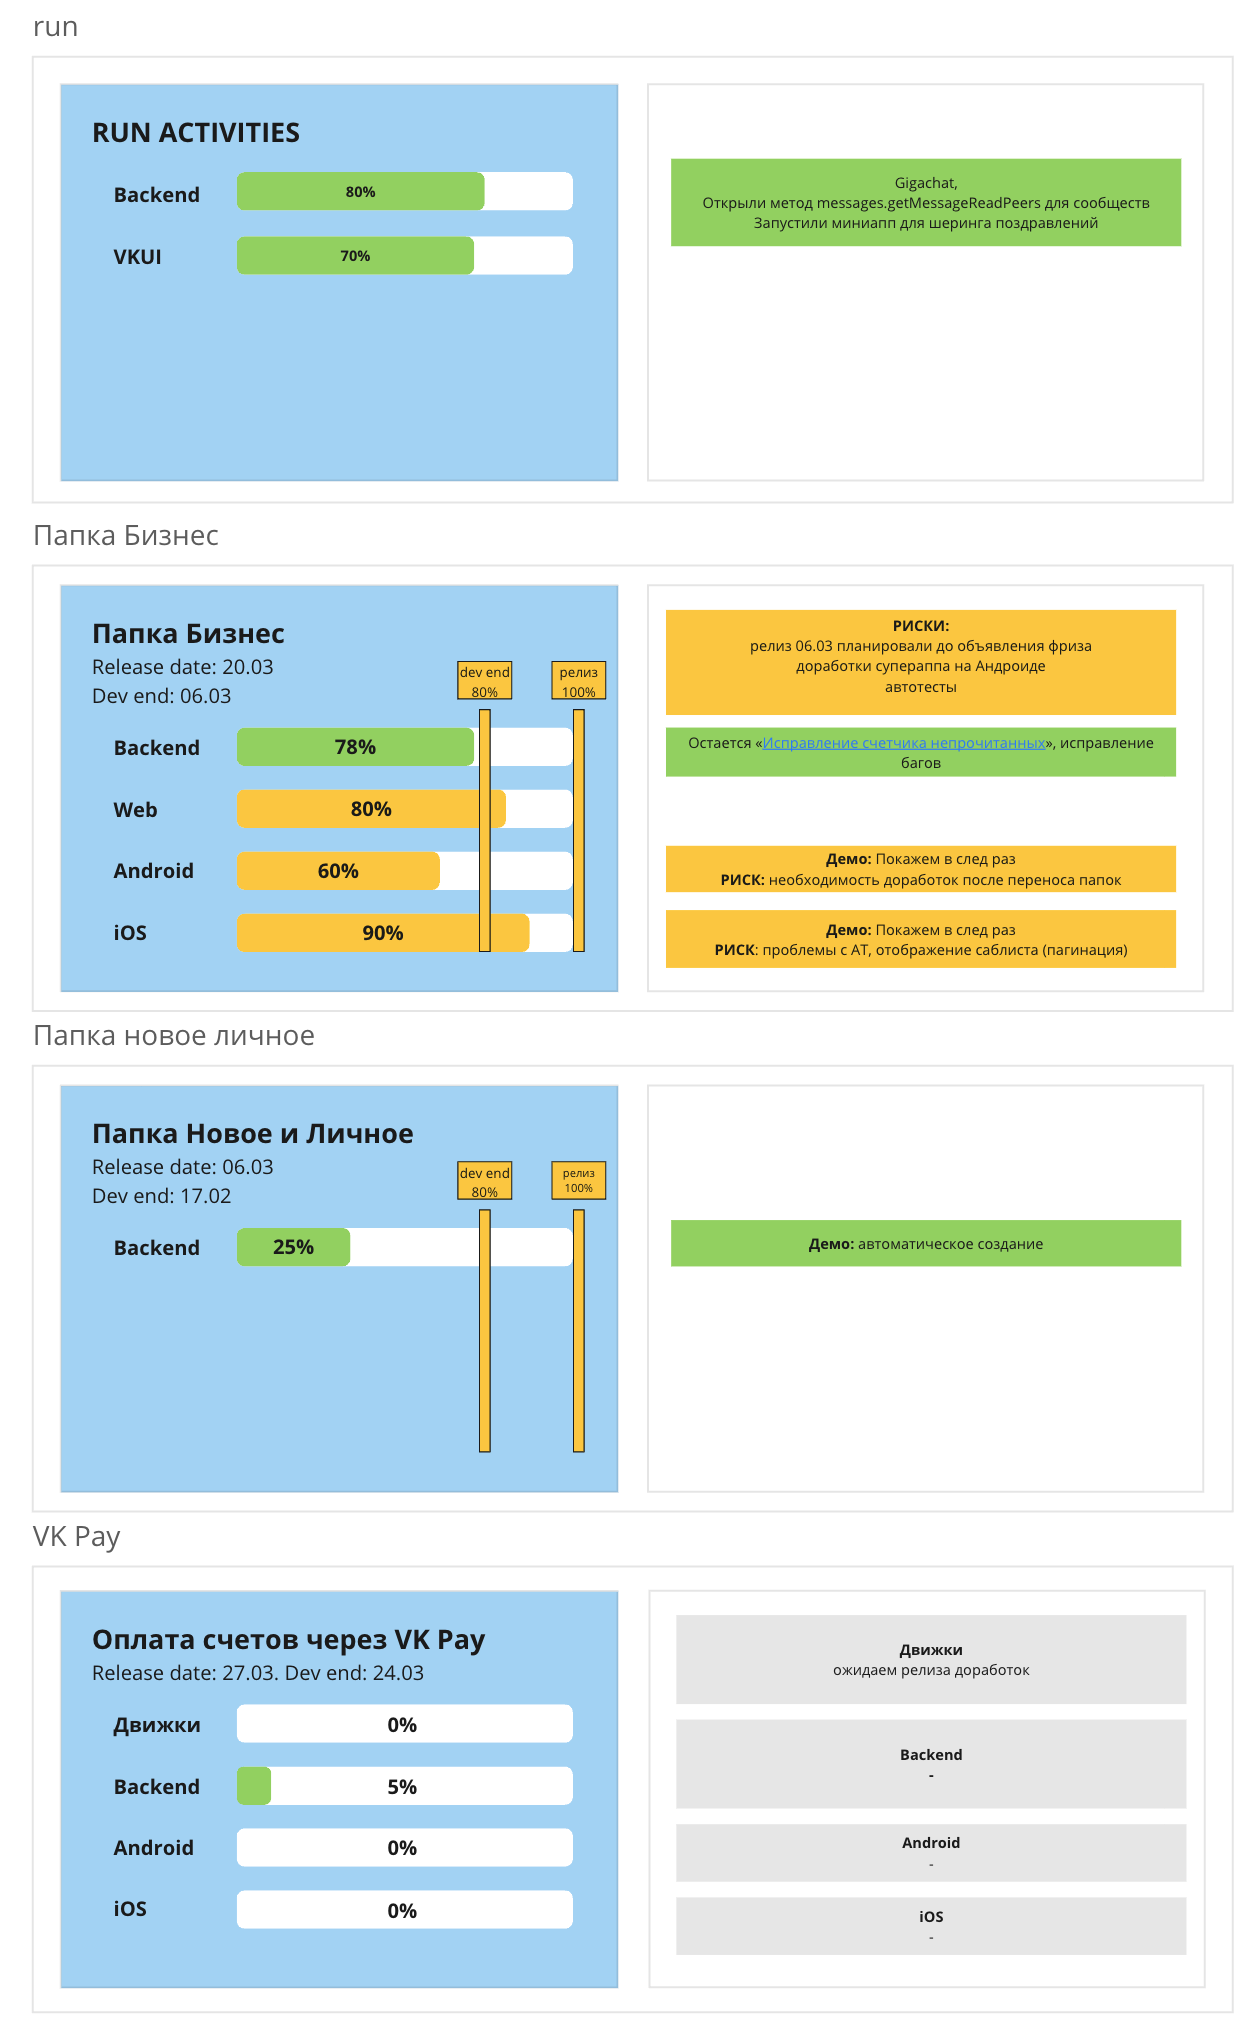 run
RUN ACTIVITIES
Backend
80%
VKUI
70%
Gigachat,
Открыли метод messages.getMessageReadPeers для сообществ
Запустили миниапп для шеринга поздравлений
Папка Бизнес
Папка Бизнес
Release date: 20.03
Dev end: 06.03
dev end
80%
релиз
100%
Backend
78%
Web
80%
Android
60%
iOS
90%
РИСКИ:
релиз 06.03 планировали до объявления фриза
доработки суперапа на Андроиде
автотесты
Остается «Исправление счетчика непрочитанных», исправление
багов
Демо: Покажем в след раз
РИСК: необходимость доработок после переноса папок
Демо: Покажем в след раз
РИСК: проблемы с АТ, отображение саблиста (пагинация)
Папка новое личное
Папка Новое и Личное
Release date: 06.03
Dev end: 17.02
dev end
80%
релиз
100%
Backend
25%
Демо: автоматическое создание
VK Pay
Оплата счетов через VK Pay
Release date: 27.03. Dev end: 24.03
Движки
0%
Backend
5%
Android
0%
iOS
0%
Движки
ожидаем релиза доработок
Backend
-
Android
-
iOS
-